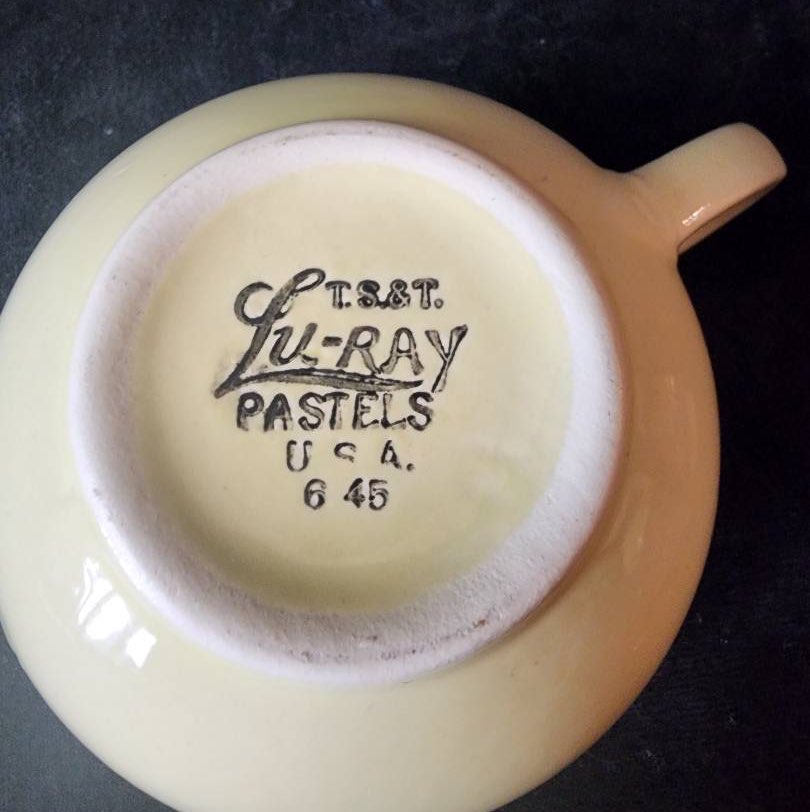 T.S.&T.
Lu-RAY
PASTELS
U S A.
6 45